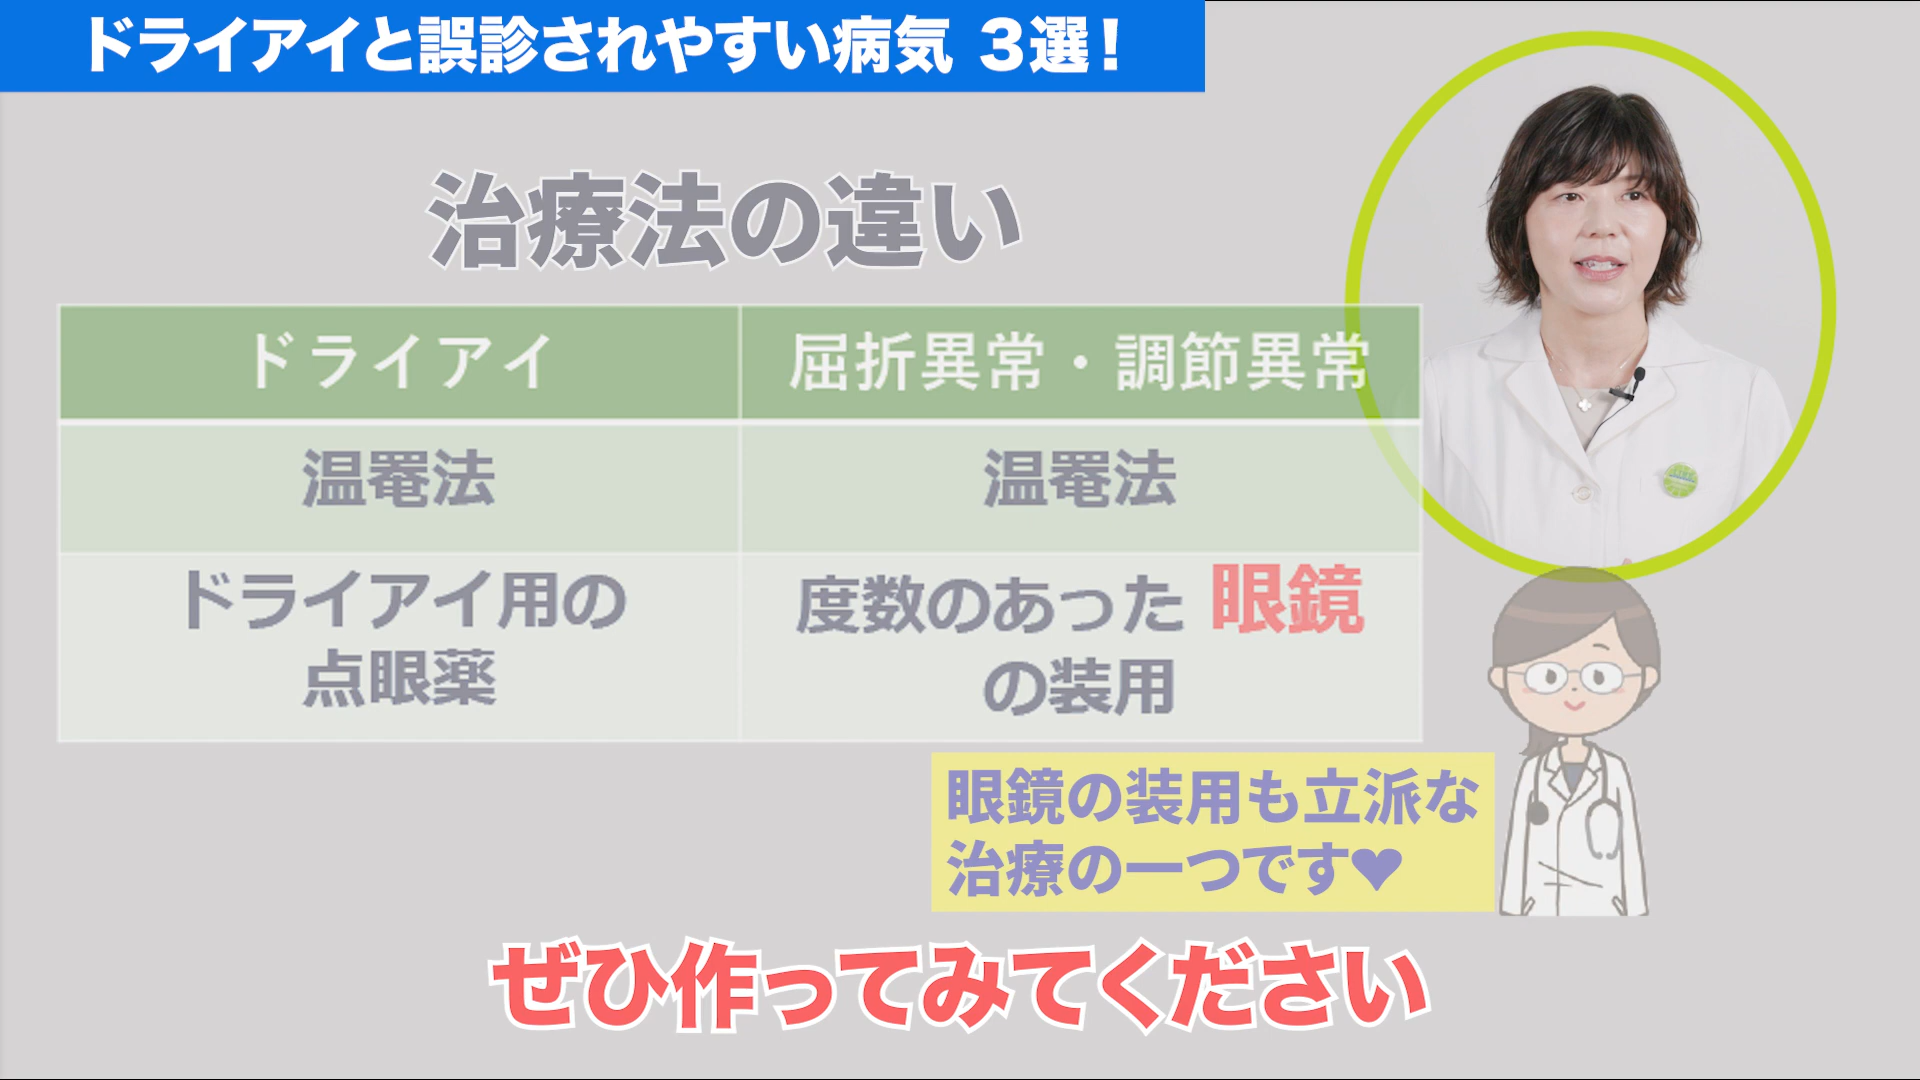 ドライアイと誤診されやすい病気 3選!
治療法の違い
ドライアイ
屈折異常・調節異常
温罨法
温罨法
ドライアイ用の
点眼薬
度数のあった 眼鏡
の装用
眼鏡の装用も立派な
治療の一つです♥
ぜひ作ってみてください